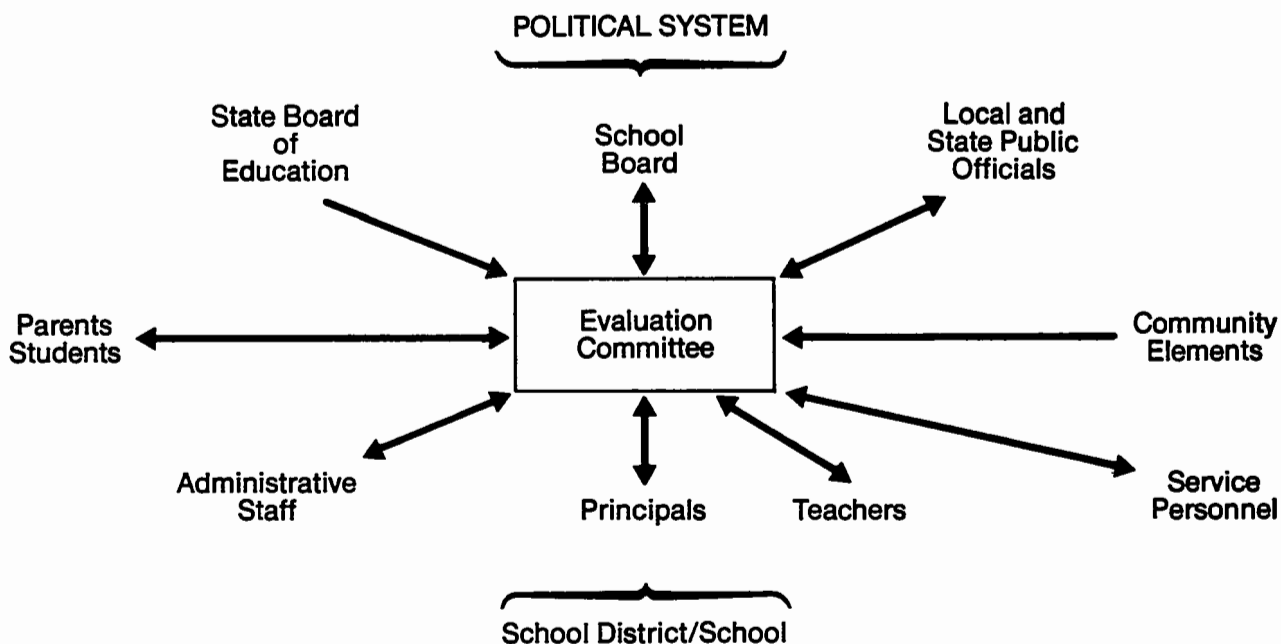 POLITICAL SYSTEM
State Board
of
Education
School
Board
Local and
State Public
Officials
Parents
Students
Evaluation
Committee
Community
Elements
Administrative
Staff
Principals
Teachers
Service
Personnel
School District/School